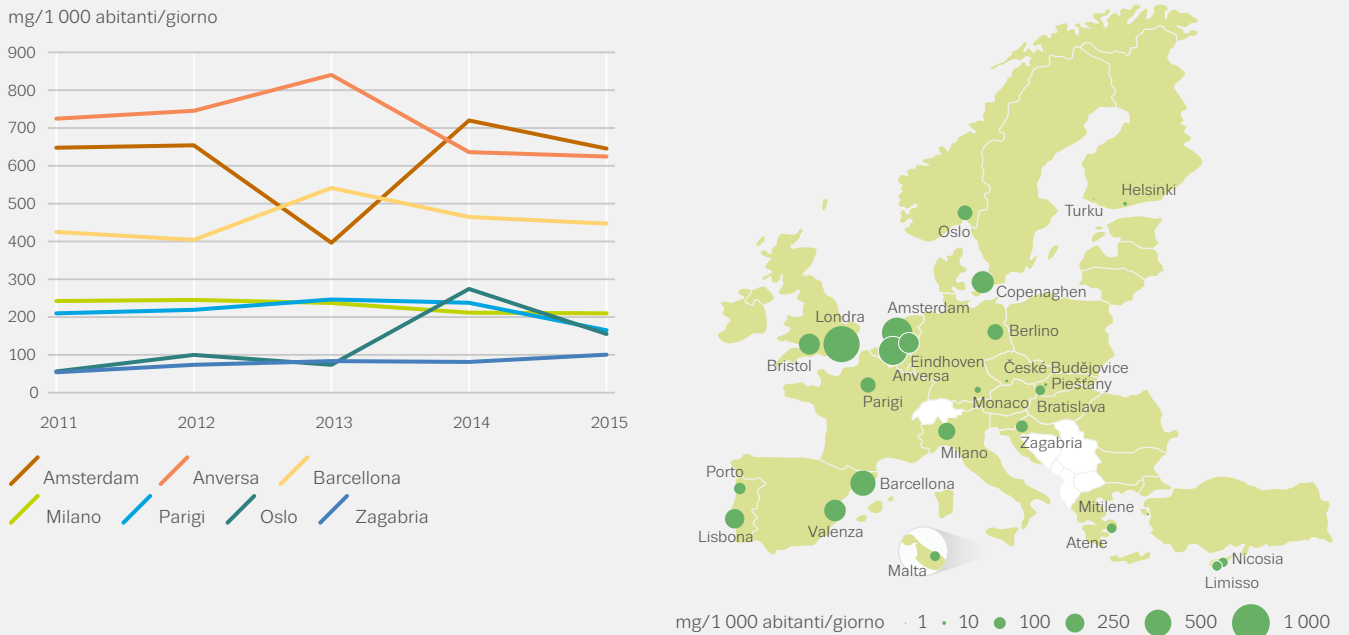 mg/1 000 abitanti/giorno
900
800
700
600
500
400
300
200
100
0
2011 2012 2013 2014 2015
Amsterdam Anversa Barcellona
Milano Parigi Oslo Zagabria
Helsinki
Turku
Oslo
Copenaghen
Amsterdam
Londra
Berlino
Bristol
Eindhoven
Anversa
České Budějovice
Piešťany
Parigi
Monaco
Bratislava
Zagabria
Milano
Porto
Barcellona
Lisbona
Valenza
Mitilene
Atene
Malta
Nicosia
Limisso
mg/1 000 abitanti/giorno 1 10 100 250 500 1 000